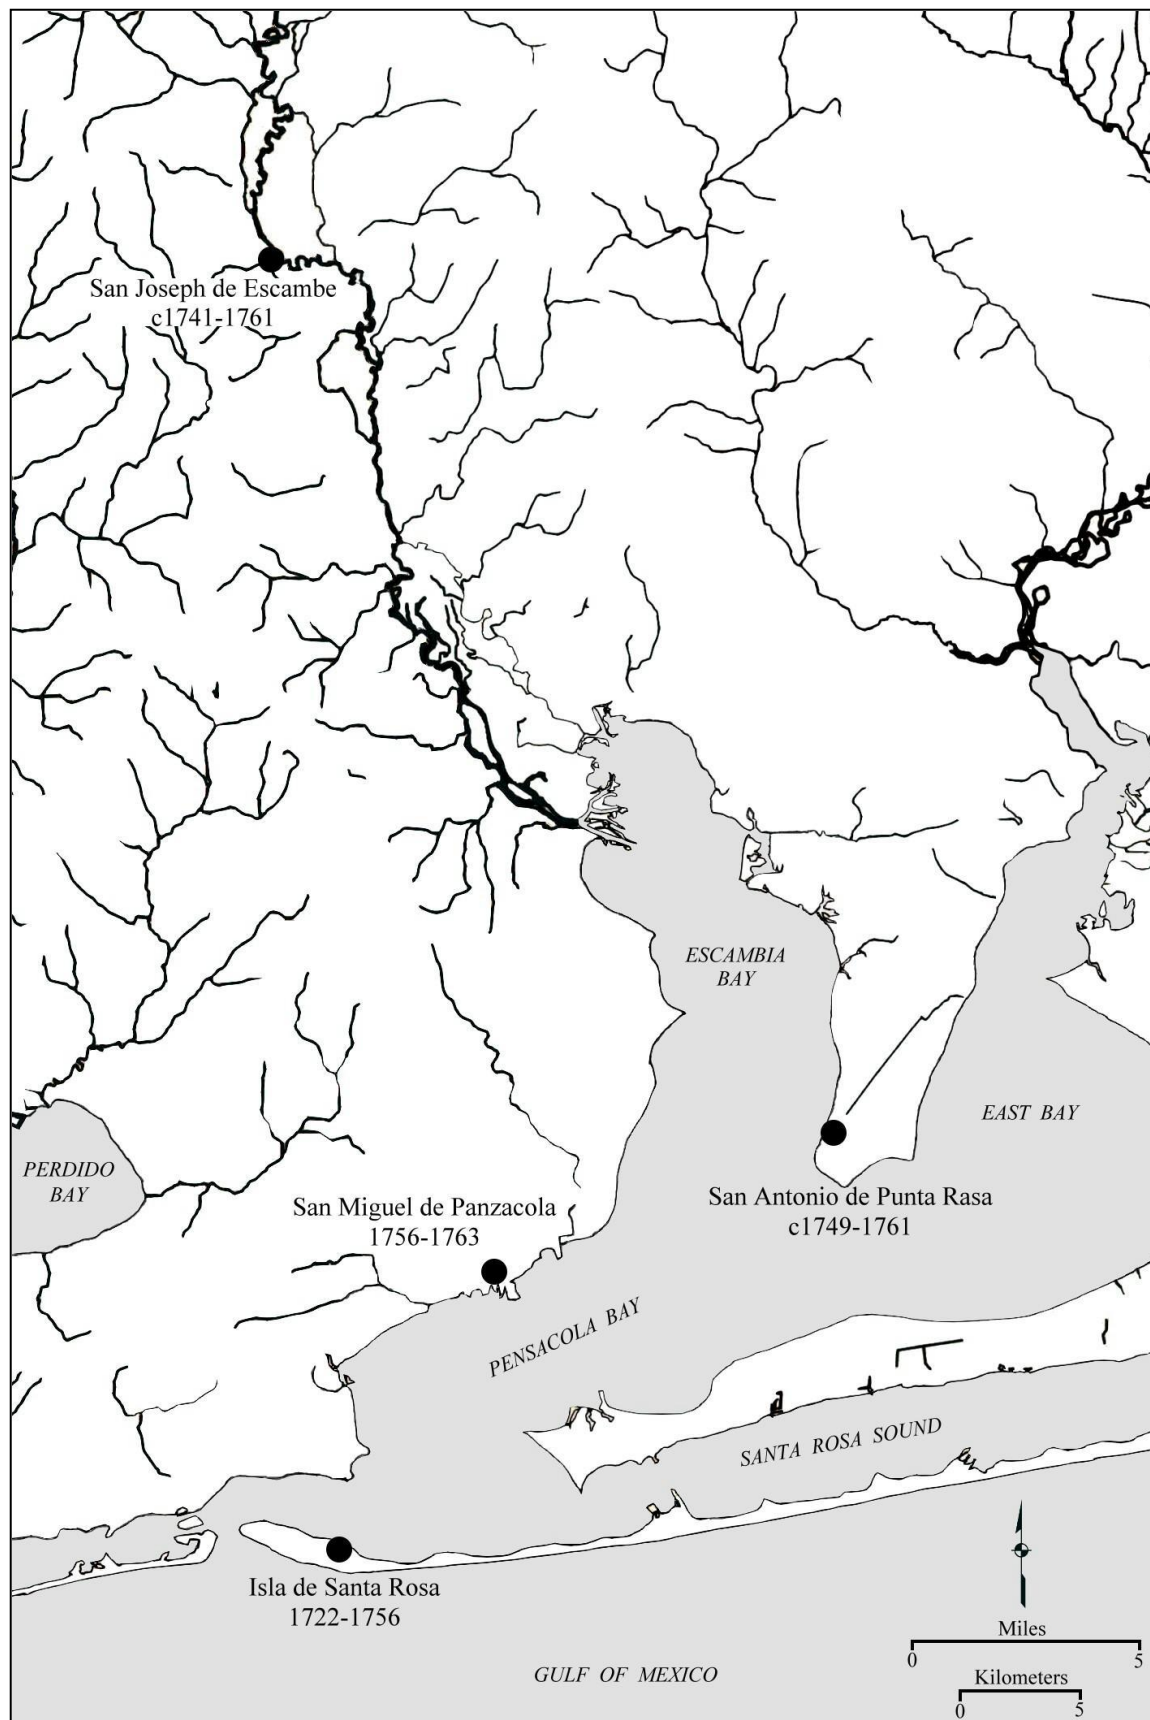 San Joseph de Escambe
c1741-1761
ESCAMBIA
BAY
EAST BAY
PERDIDO
BAY
San Miguel de Panzacola
1756-1763
San Antonio de Punta Rasa
c1749-1761
PENSACOLA BAY
SANTA ROSA SOUND
Isla de Santa Rosa
1722-1756
Miles
0 5
Kilometers
0 5
GULF OF MEXICO